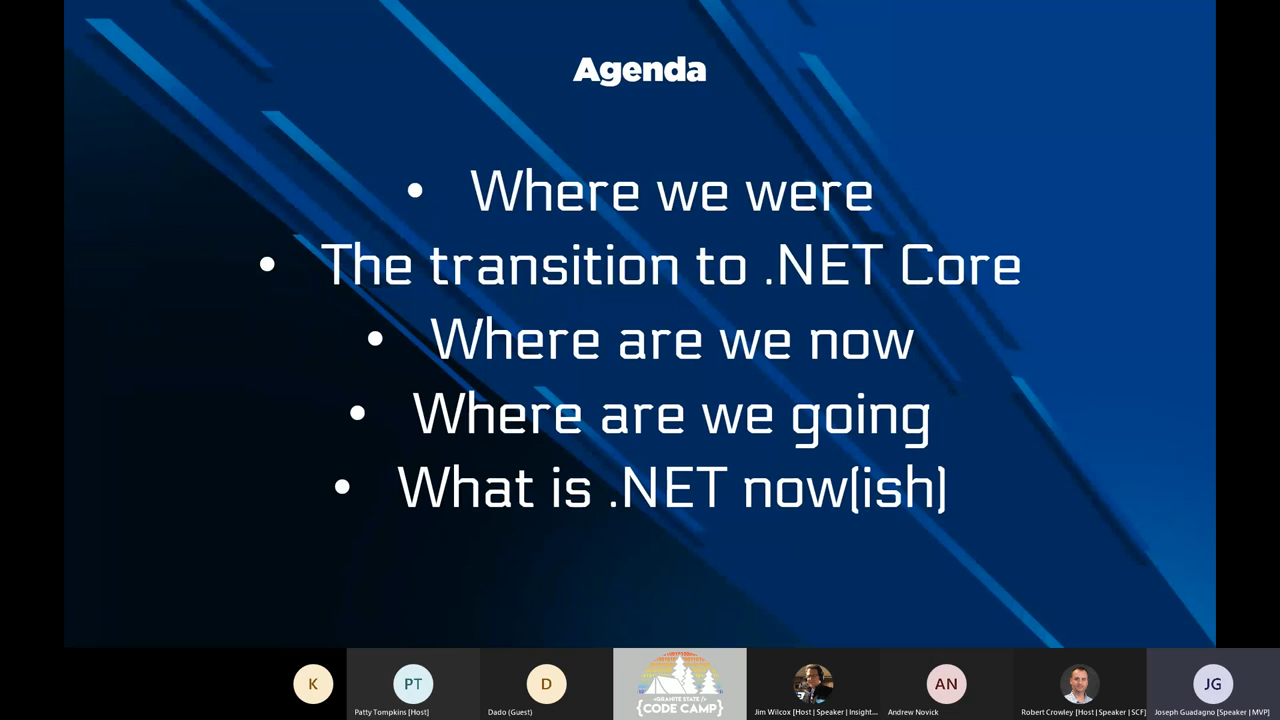 Agenda
• Where we were
• The transition to .NET Core
• Where are we now
• Where are we going
• What is .NET now(ish)
K
PT
D
AN
JG
<GRANITE STATE />
{CODE CAMP}
Patty Tompkins [Host]
Dado (Guest)
Jim Wilcox [Host | Speaker | Insight...
Andrew Novick
Robert Crowley [Host | Speaker | SCF]
Joseph Guadagno [Speaker | MVP]